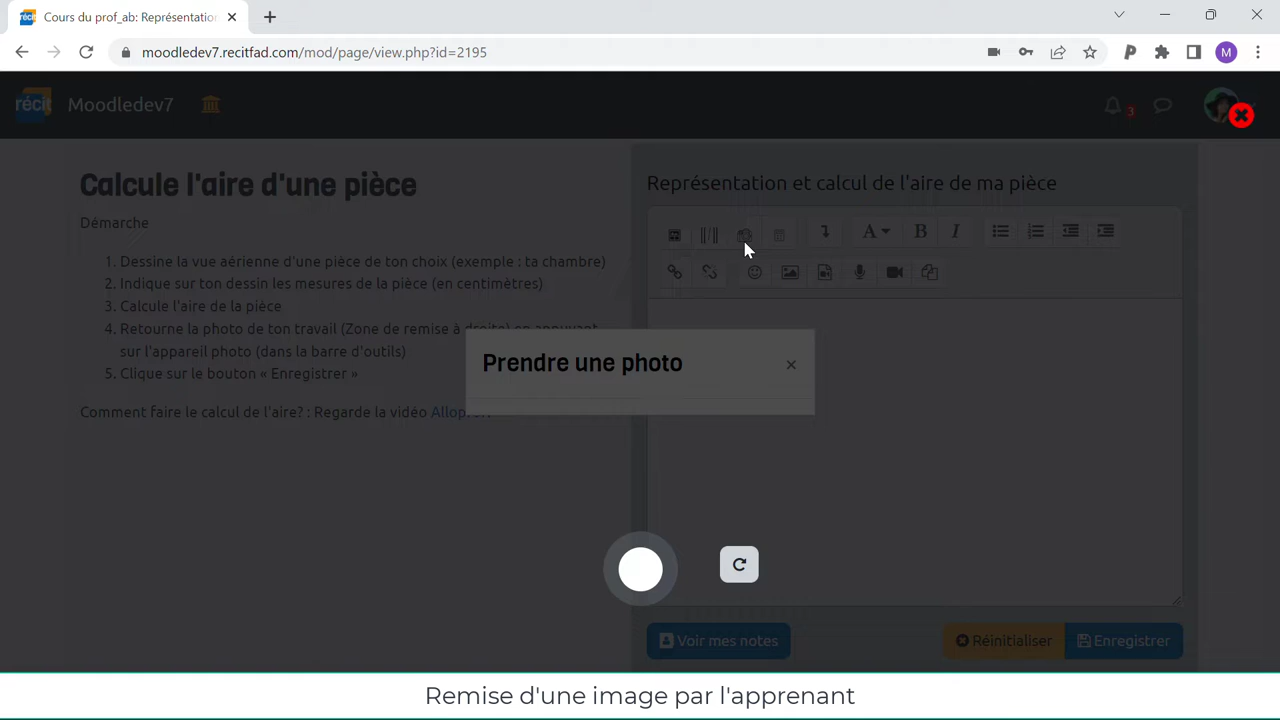 Cours du prof_ab: Représentation
moodledev7.recitfad.com/mod/page/view.php?id=2195
M
récit
Moodledev7
3
Calcule l'aire d'une pièce
Démarche
1. Dessine la vue aérienne d'une pièce de ton choix (exemple : ta chambre)
2. Indique sur ton dessin les mesures de la pièce (en centimètres)
3. Calcule l'aire de la pièce
4. Retourne la photo de ton travail (Zone de remise à droite) en appuyant
sur l'appareil photo (dans la barre d'outils)
5. Clique sur le bouton « Enregistrer »
Comment faire le calcul de l'aire? : Regarde la vidéo
Représentation et calcul de l'aire de ma pièce
A B I
Prendre une photo
Voir mes notes
Réinitialiser
Enregistrer
Remise d'une image par l'apprenant